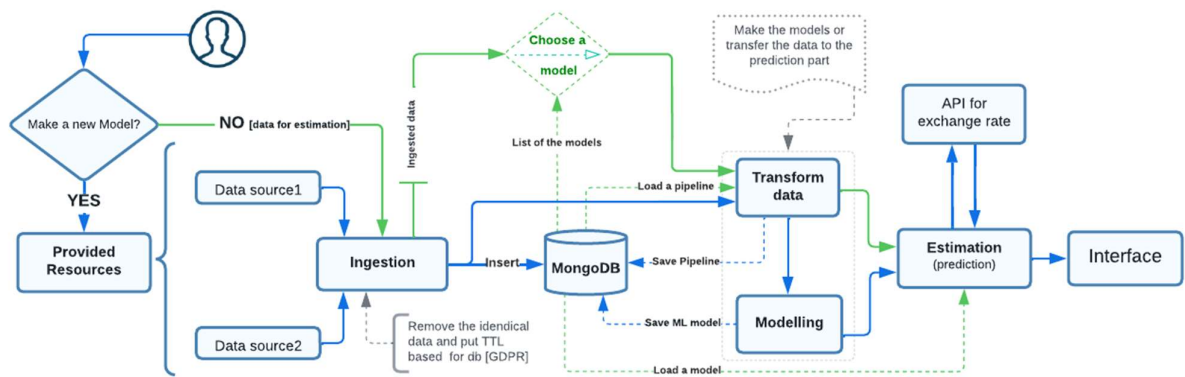 Make a new Model?
NO [data for estimation]
YES
Provided
Resources
Data source1
Data source2
Ingestion
Remove the idendical
data and put TTL
based for db [GDPR]
Ingested data
Choose a
model
List of the models
Insert
MongoDB
Load a pipeline
Save Pipeline
Save ML model
Load a model
Make the models or
transfer the data to the
prediction part
Transform
data
Modelling
API for
exchange rate
Estimation
(prediction)
Interface